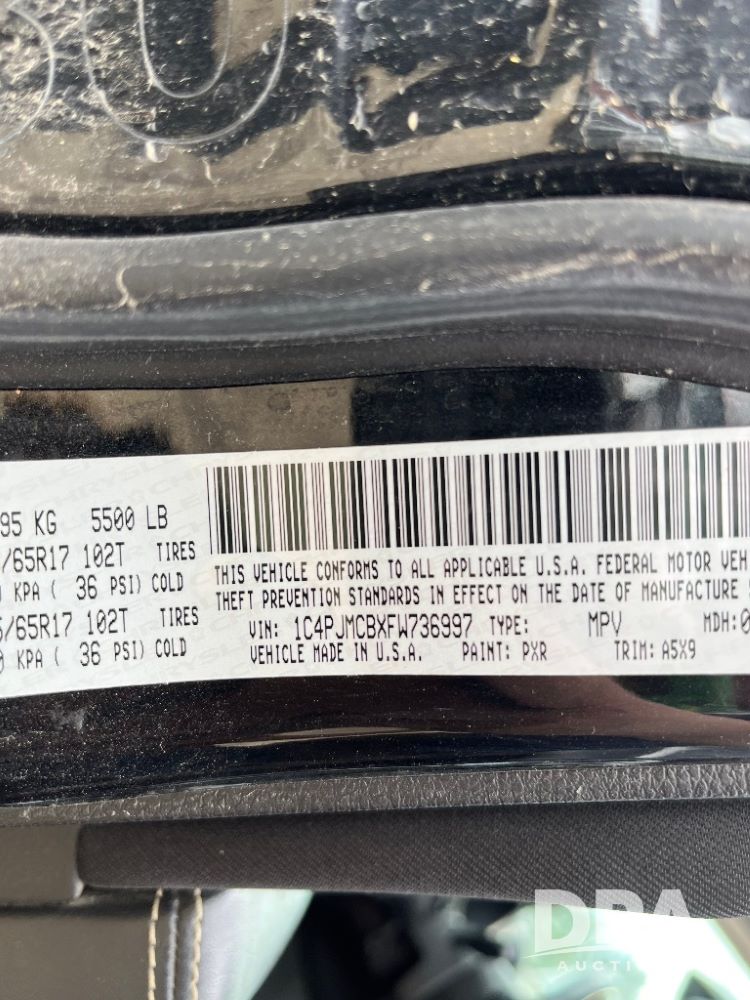 95 KG 5500 LB
/65R17 102T TIRES
KPA ( 36 PSI) COLD
/65R17 102T TIRES
0 KPA ( 36 PSI) COLD
THIS VEHICLE CONFORMS TO ALL APPLICABLE U.S.A. FEDERAL MOTOR VEH
THEFT PREVENTION STANDARDS IN EFFECT ON THE DATE OF MANUFACTURE
VIN: 1C4PJMCBXFW736997 TYPE: MPV MDH:0
VEHICLE MADE IN U.S.A. PAINT: PXR TRIM: A5X9
DPA
AUCTI